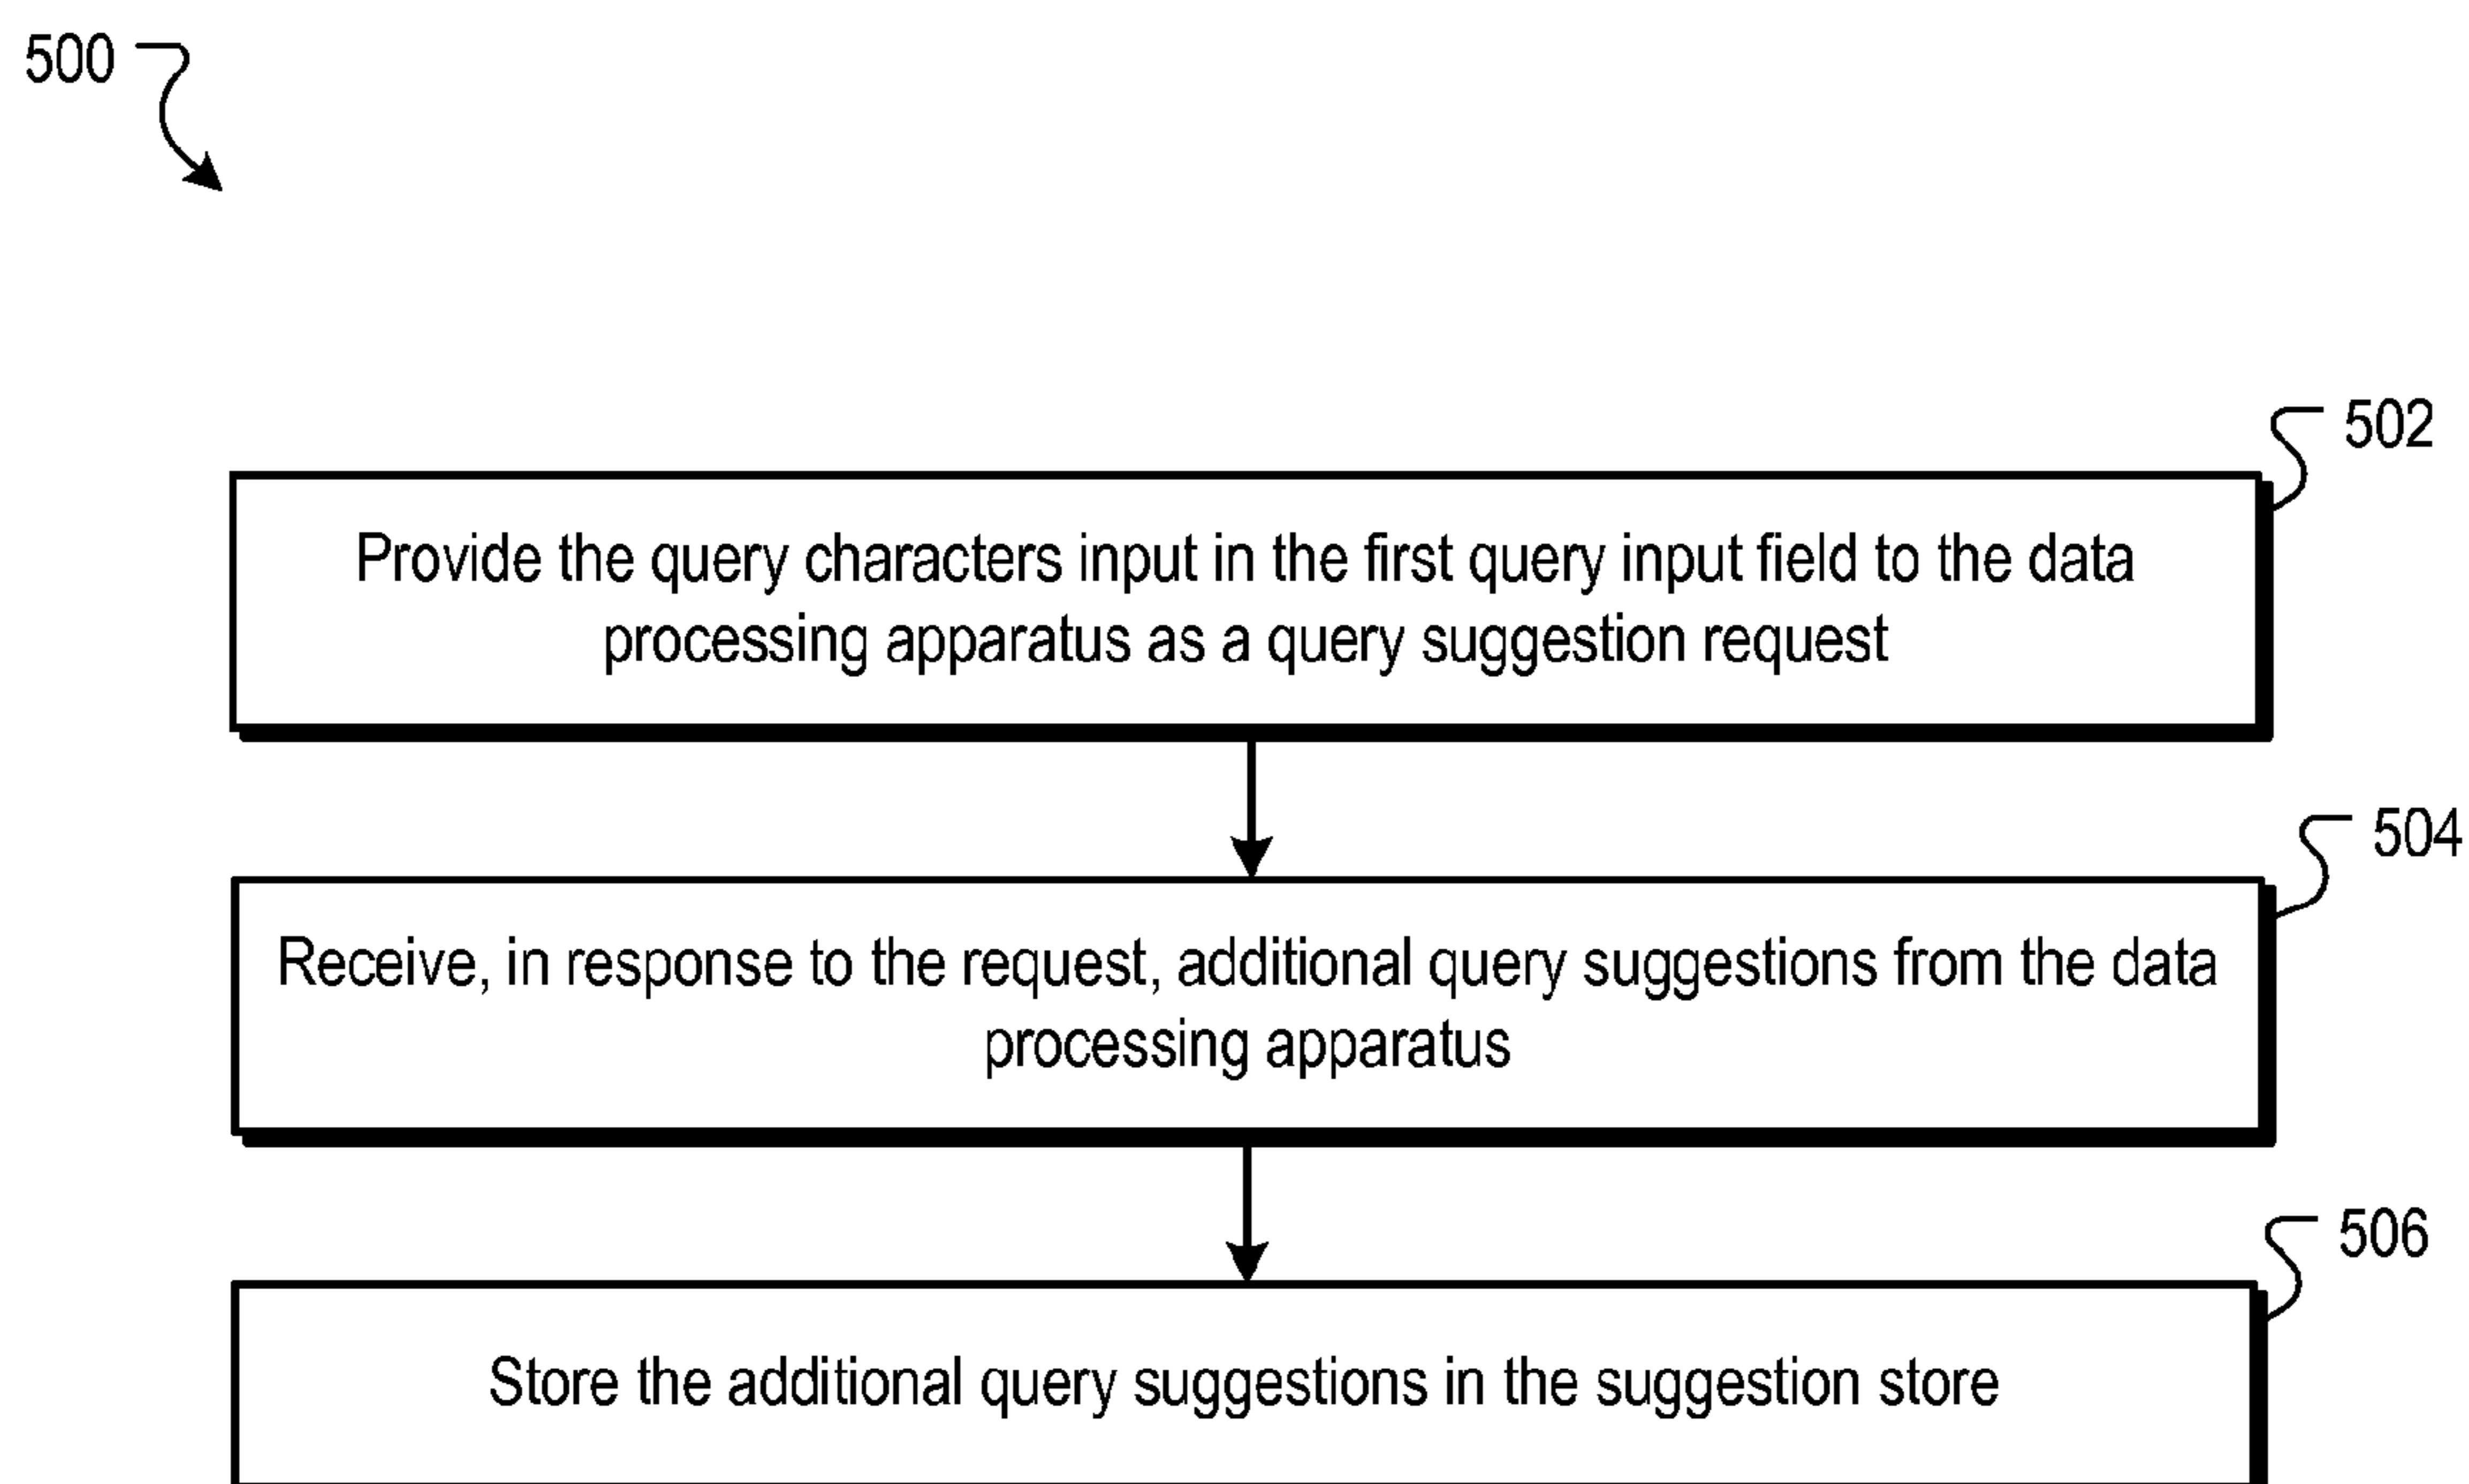 500
502
Provide the query characters input in the first query input field to the data
processing apparatus as a query suggestion request
504
Receive, in response to the request, additional query suggestions from the data
processing apparatus
506
Store the additional query suggestions in the suggestion store